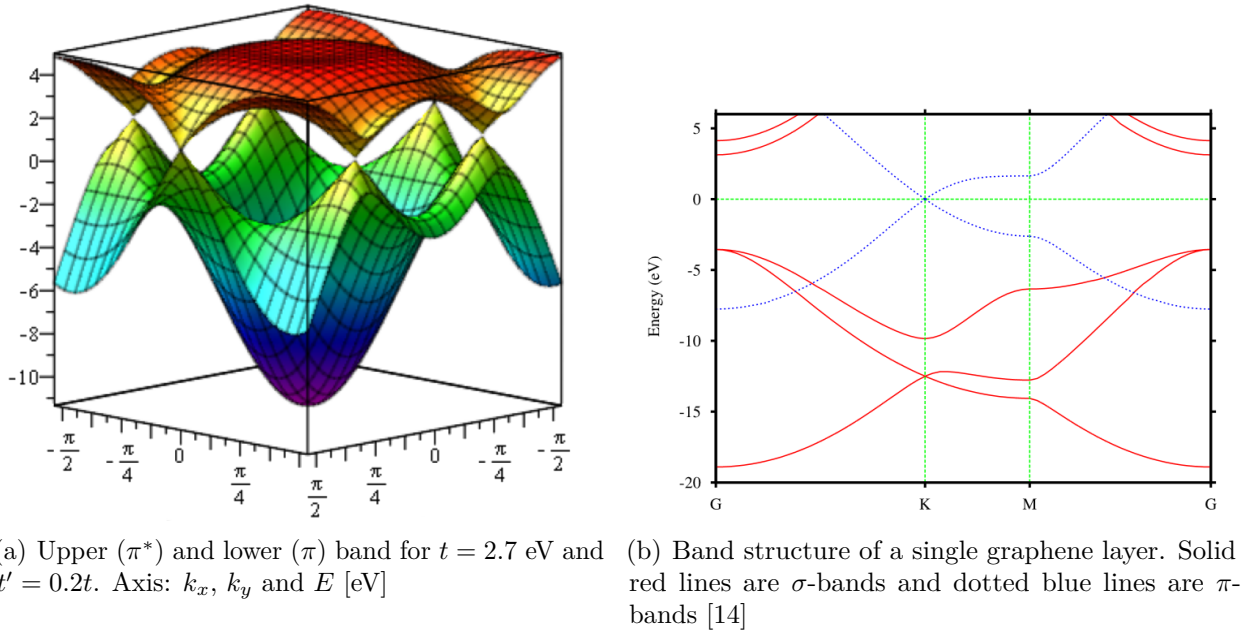 4
2
0
-2
-4
-6
-8
-10
-π/2
-π/4
0
π/4
π/2
π/4
0
-π/4
-π/2
5
0
-5
-10
-15
-20
Energy (eV)
G K M G
(a) Upper (π*) and lower (π) band for t = 2.7 eV and
t′ = 0.2t. Axis: kx, ky and E [eV]
(b) Band structure of a single graphene layer. Solid
red lines are σ-bands and dotted blue lines are π-
bands [14]